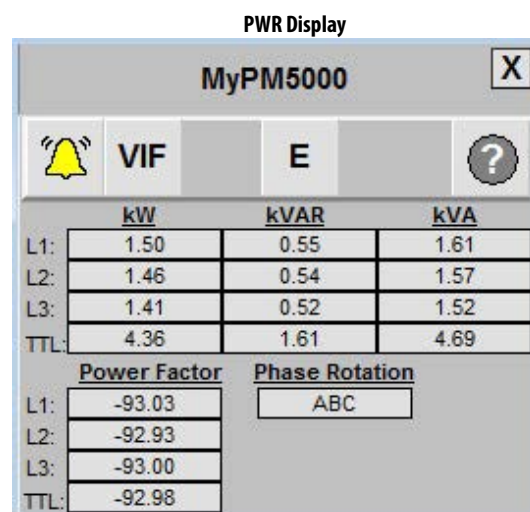 PWR Display
MyPM5000 X
VIF E ?
kW kVAR kVA
L1: 1.50 0.55 1.61
L2: 1.46 0.54 1.57
L3: 1.41 0.52 1.52
TTL: 4.36 1.61 4.69
Power Factor Phase Rotation
L1: -93.03 ABC
L2: -92.93
L3: -93.00
TTL: -92.98